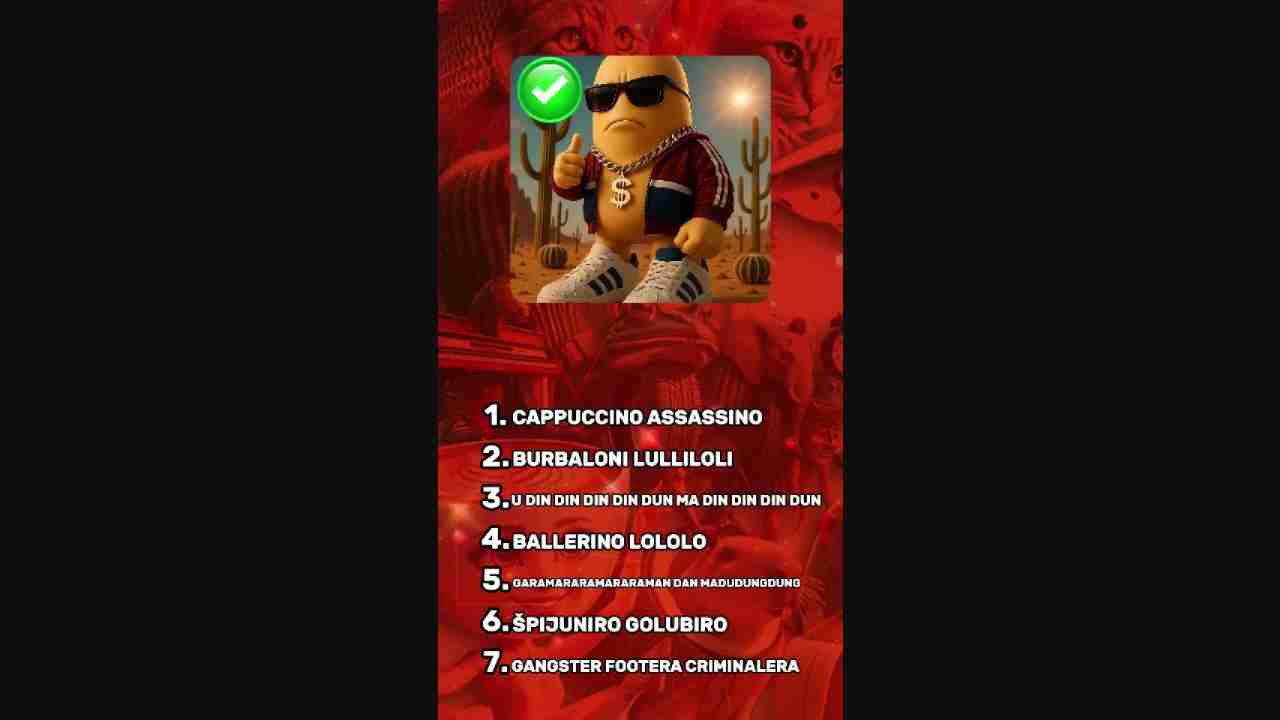 $
1. CAPPUCCINO ASSASSINO
2. BURBALONI LULLILOLI
3. U DIN DIN DIN DIN DUN MA DIN DIN DIN DUN
4. BALLERINO LOLOLO
5. GARAMARARAMARARAMAN DAN MADUDUNGDUNG
6. ŠPIJUNIRO GOLUBIRO
7. GANGSTER FOOTERA CRIMINALERA